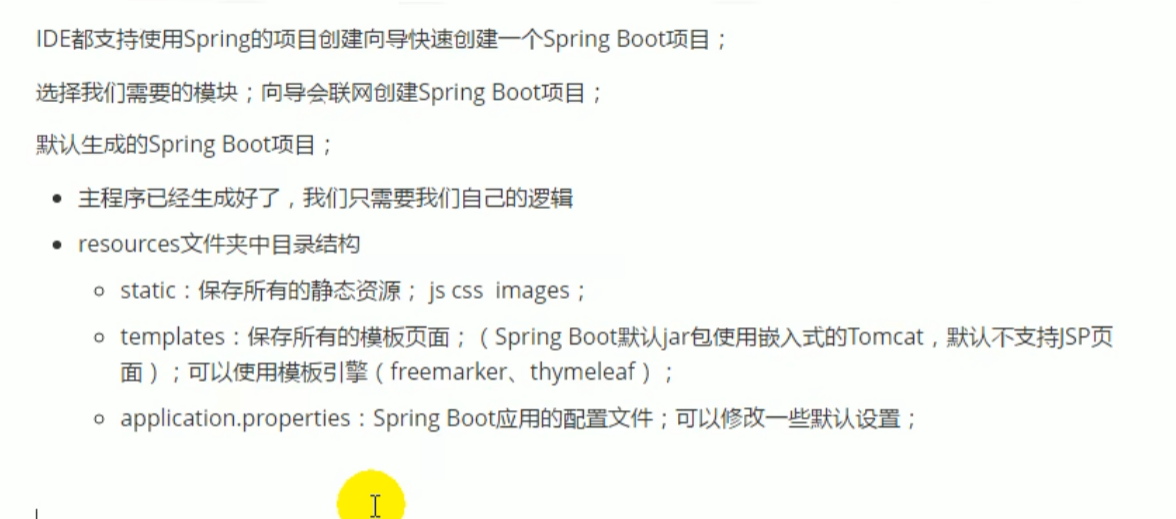 IDE都支持使用Spring的项目创建向导快速创建一个Spring Boot项目；
选择我们需要的模块；向导会联网创建Spring Boot项目；
默认生成的Spring Boot项目；
主程序已经生成好了，我们只需要我们自己的逻辑
resources文件夹中目录结构
static：保存所有的静态资源； js css  images；
templates：保存所有的模板页面；（Spring Boot默认jar包使用嵌入式的Tomcat，默认不支持JSP页
面）；可以使用模板引擎（freemarker、thymeleaf）；
application.properties：Spring Boot应用的配置文件；可以修改一些默认设置；